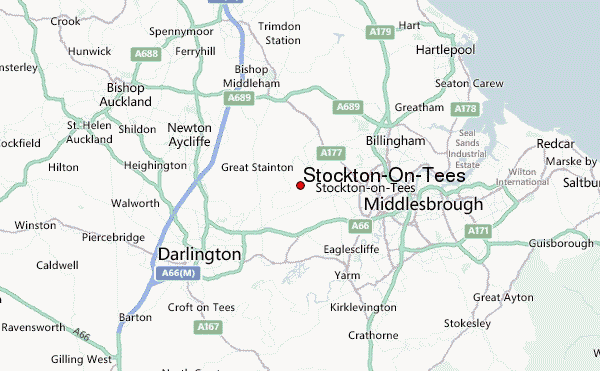 Crook
Spennymoor
Trimdon
Station
A179
Hart
Hartlepool
Hunwick
A688
Ferryhill
Bishop
Middleham
Seaton Carew
Bishop
Auckland
A689
A689
Greatham
A178
St. Helen
Auckland
Shildon
Newton
Aycliffe
A177
Billingham
Seal
Sands
Industrial
Estate
Redcar
Marske by
Hilton
Heighington
Great Stainton
Stockton-On-Tees
Stockton-on-Tees
Wilton
International
Saltbur
Walworth
Middlesbrough
Winston
Piercebridge
A66
A171
Guisborough
Darlington
Eaglescliffe
Caldwell
A66(M)
Yarm
Croft on Tees
Kirklevington
Great Ayton
Ravensworth
A66
Barton
A167
Crathorne
Stokesley
Gilling West